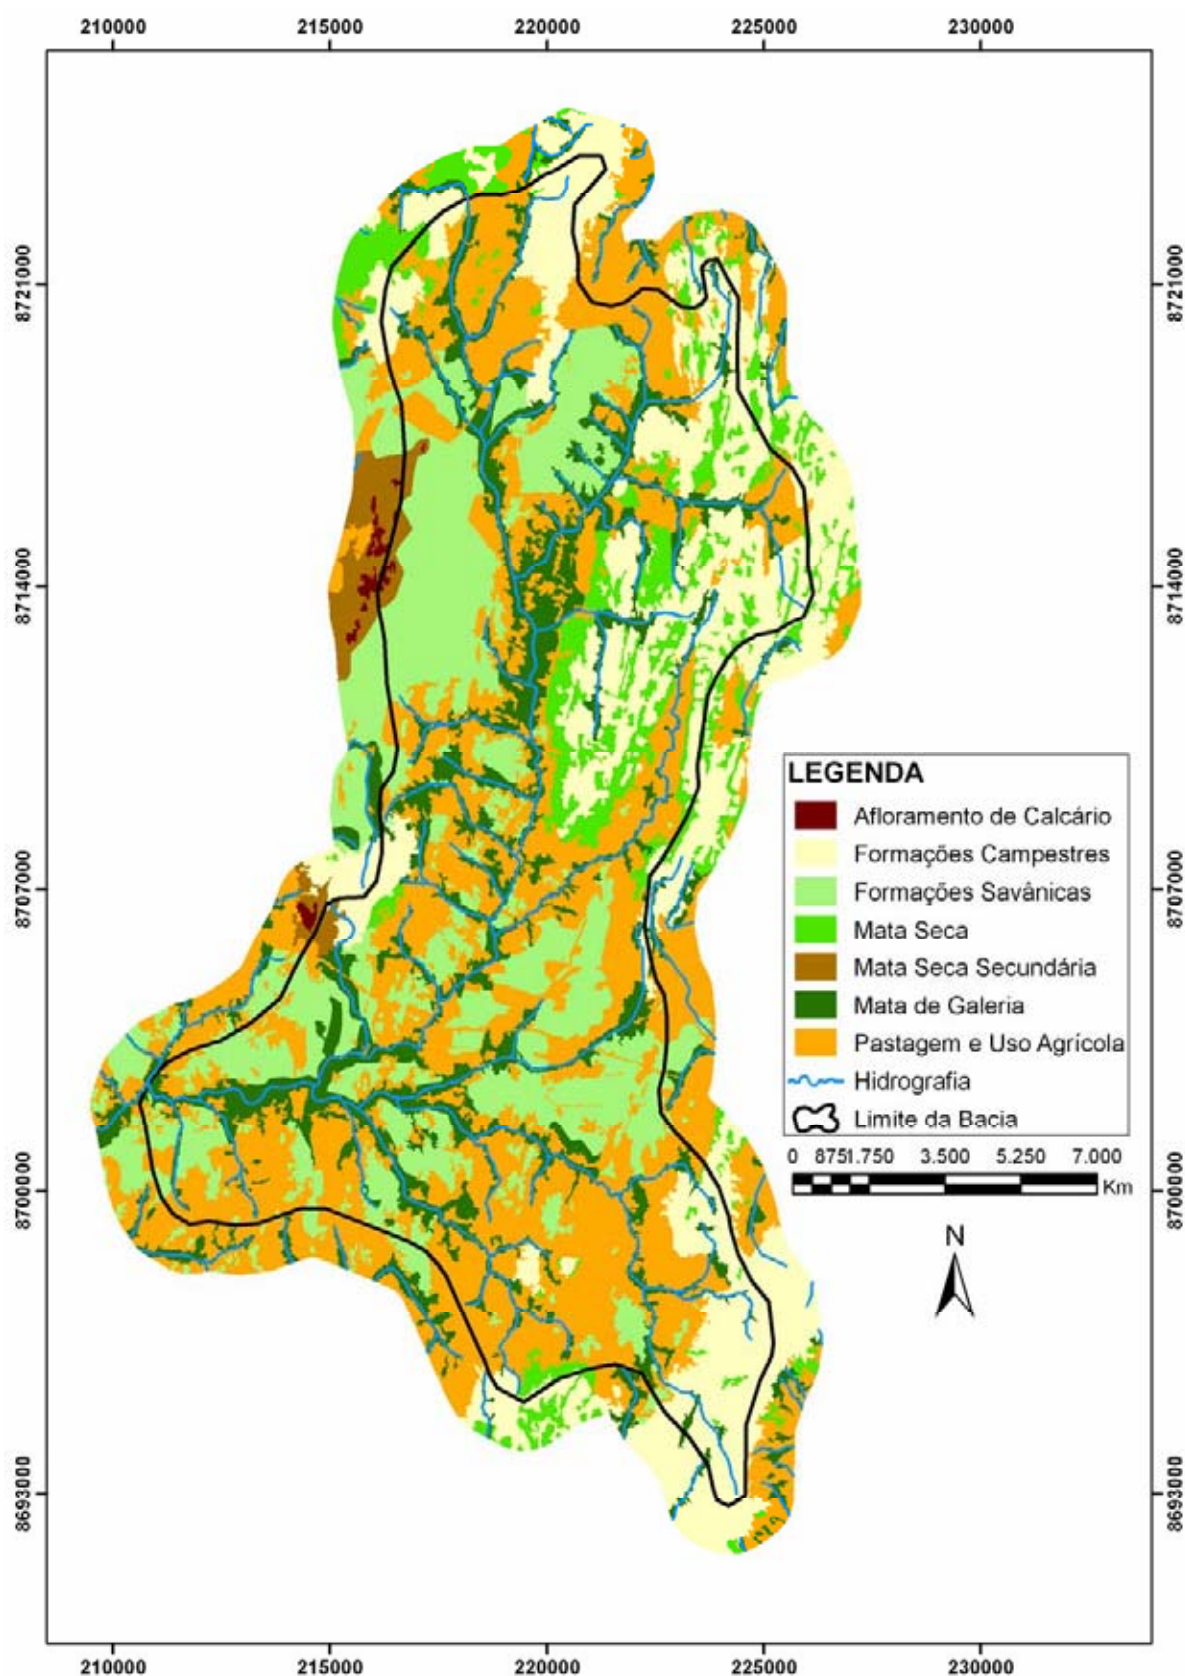 210000 215000 220000 225000 230000
8721000 8721000
8714000 8714000
LEGENDA
Afloramento de Calcário
Formações Campestres
Formações Savânicas
Mata Seca
Mata Seca Secundária
Mata de Galeria
Pastagem e Uso Agrícola
Hidrografia
Limite da Bacia
8707000 8707000
0 8751.750 3.500 5.250 7.000
Km
8700000 8700000
N
8693000 8693000
210000 215000 220000 225000 230000